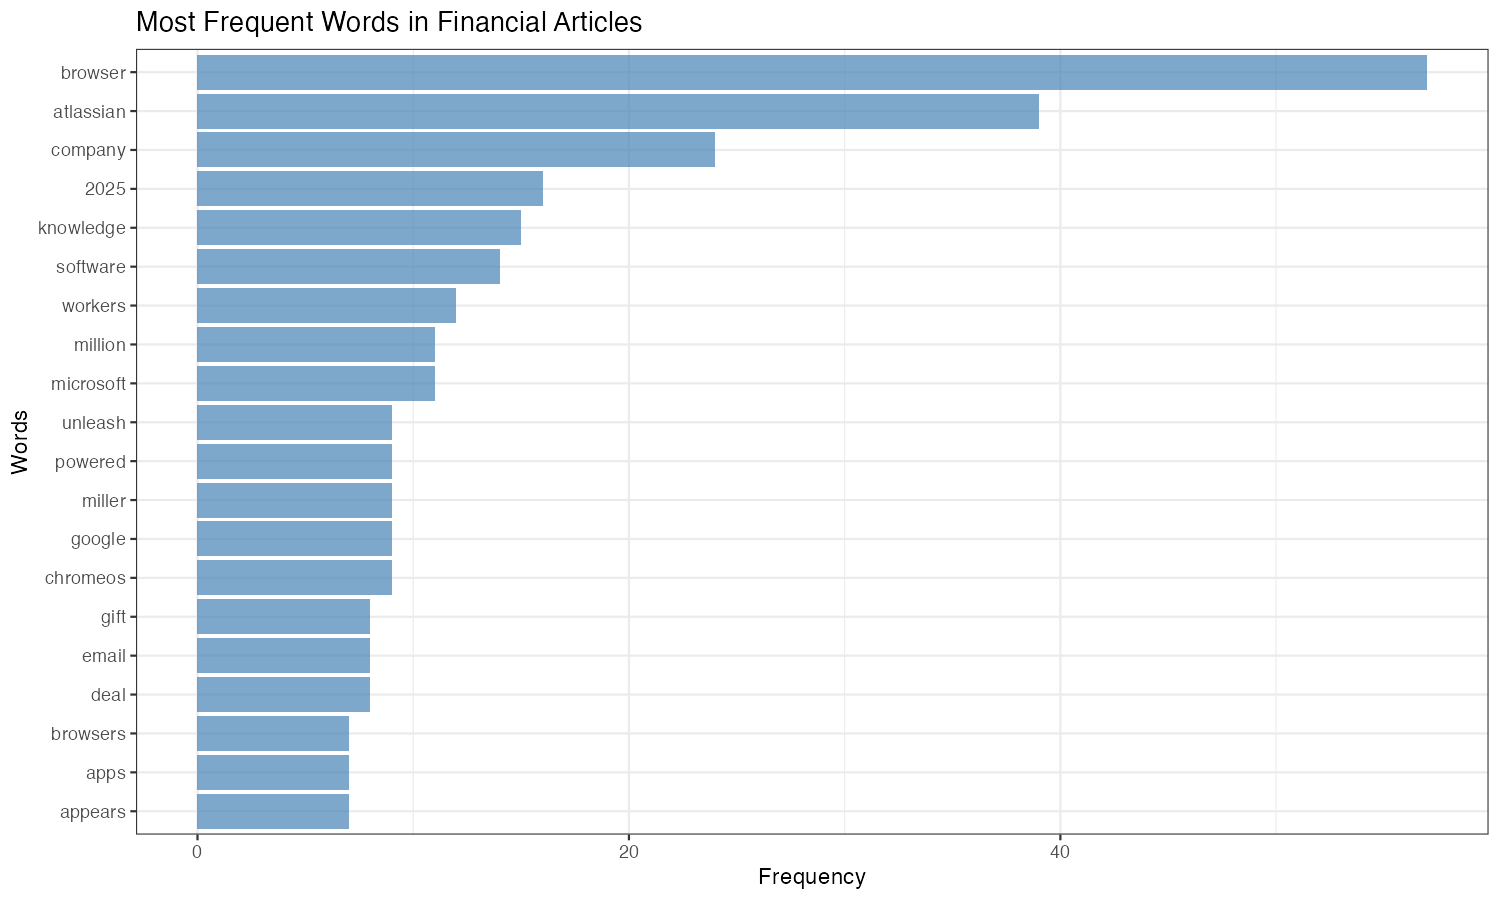 Most Frequent Words in Financial Articles
browser
atlassian
company
2025
knowledge
software
workers
million
microsoft
unleash
powered
miller
google
chromeos
gift
email
deal
browsers
apps
appears
Words
0 20 40
Frequency